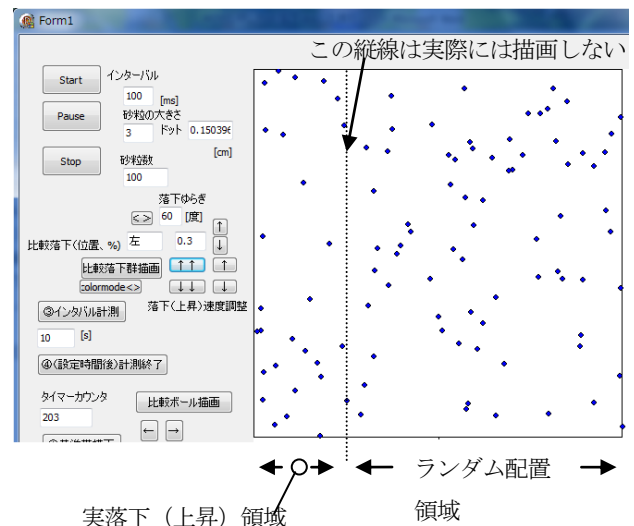 Form1
この縦線は実際には描画しない
Start
インターバル
100 [ms]
Pause
砂粒の大きさ
3 ドット 0.150396
[cm]
Stop
砂粒数
100
落下ゆらぎ
<> 60 [度] ↑
比較落下(位置、%) 左 0.3 ↓
比較落下群描画 ↑↑ ↑
colormode<> ↓↓ ↓
③インタバル計測 落下(上昇)速度調整
10 [s]
④(設定時間後)計測終了
タイマーカウンタ 比較ボール描画
203
← →
ランダム配置
領域
実落下（上昇）領域